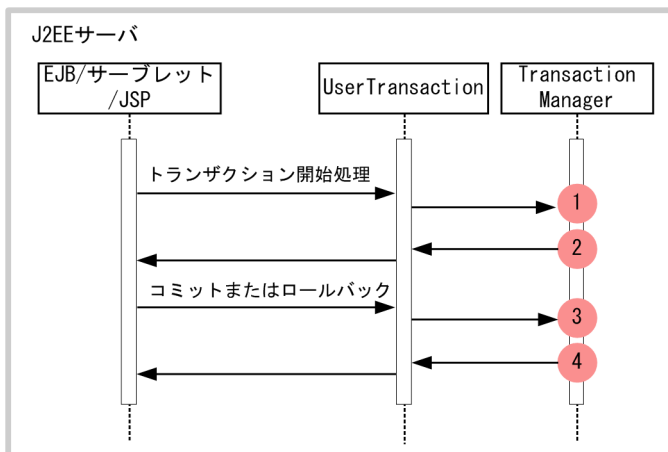 J2EEサーバ
EJB/サーブレット
/JSP
UserTransaction
Transaction
Manager
トランザクション開始処理
1
2
コミットまたはロールバック
3
4